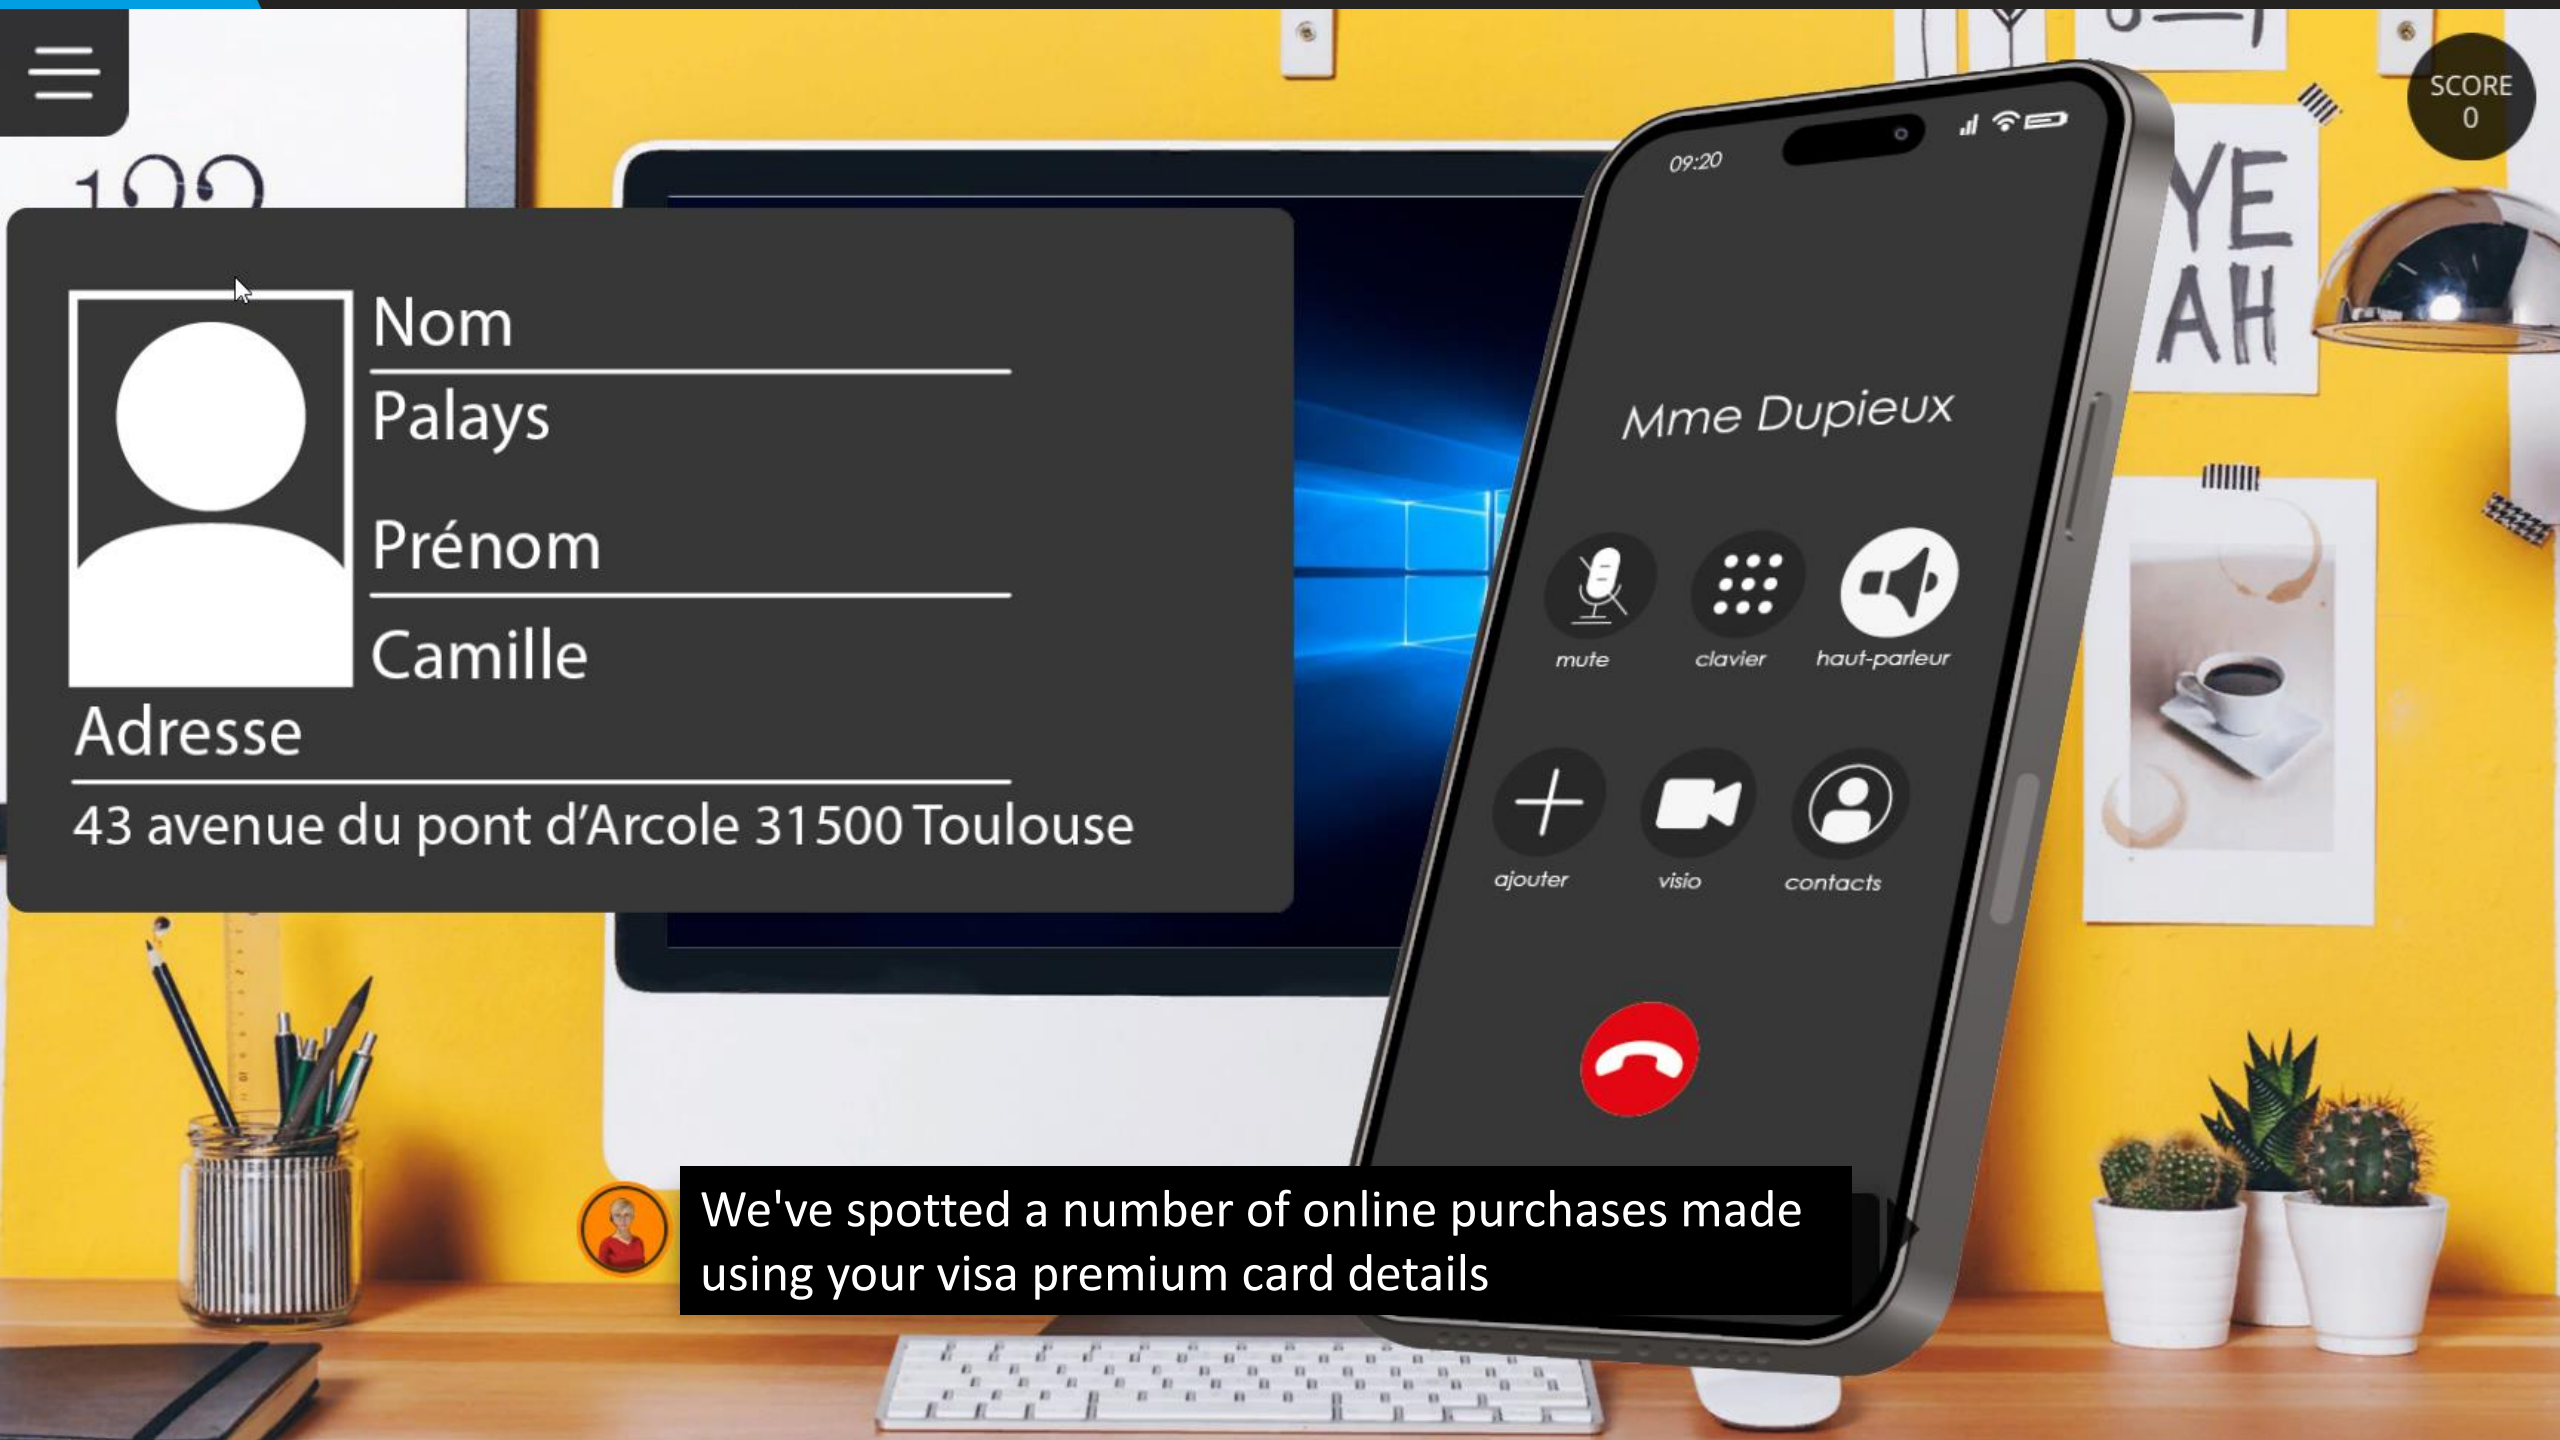 SCORE
0
09:20
YE
AH
Nom
Palays
Prénom
Camille
Adresse
43 avenue du pont d’Arcole 31500 Toulouse
Mme Dupieux
mute
clavier
haut-parleur
ajouter
visio
contacts
We've spotted a number of online purchases made
using your visa premium card details